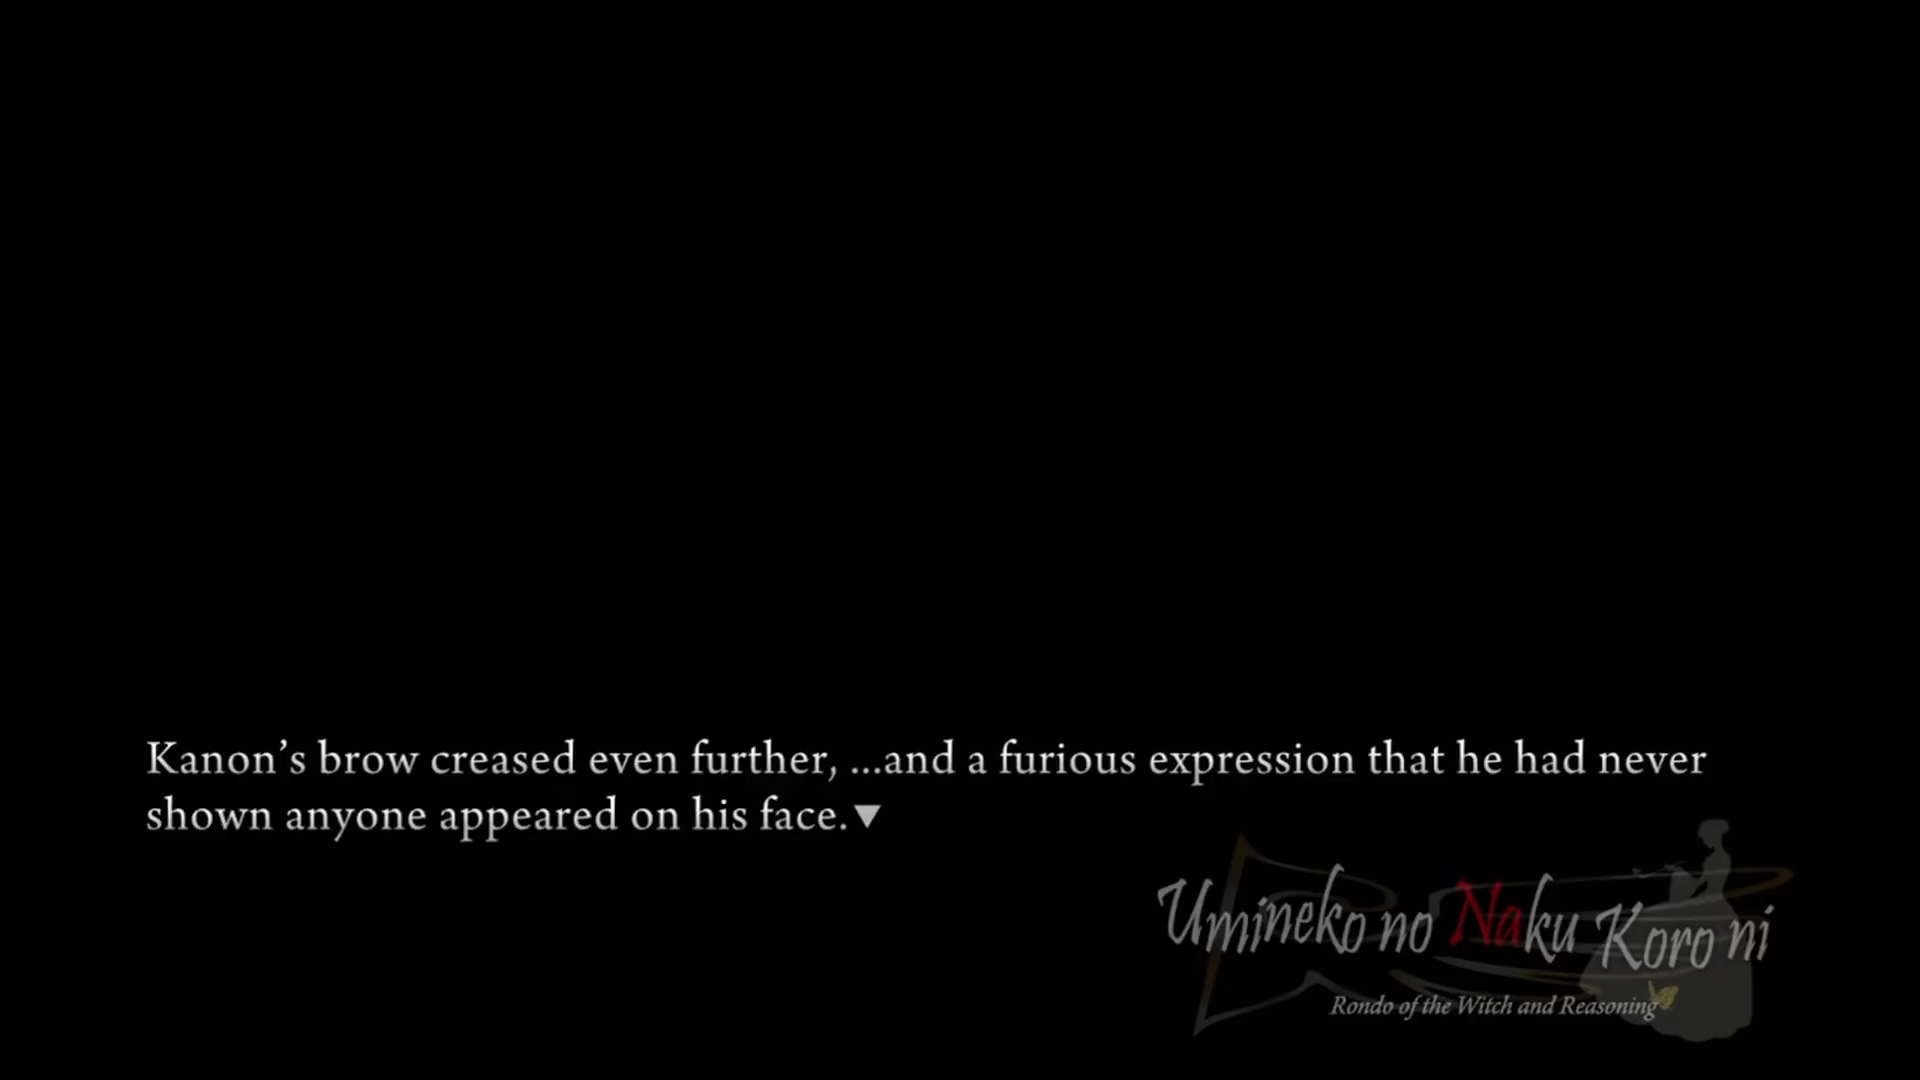 Kanon’s brow creased even further, ...and a furious expression that he had never
shown anyone appeared on his face.▼
Umineko no Naku Koro ni
Rondo of the Witch and Reasoning